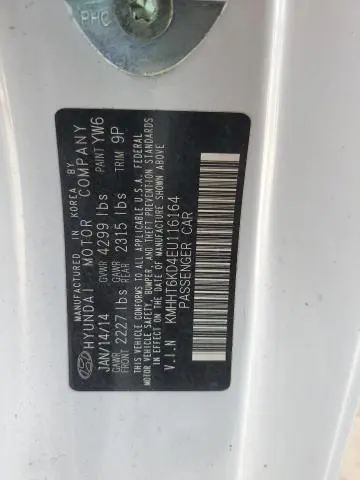 PHC
MANUFACTURED IN KOREA BY
HYUNDAI MOTOR COMPANY
JAN/14/14 GVWR 4299 lbs PAINT YW6
GAWR FRONT 2227 lbs GAWR REAR 2315 lbs TRIM 9P
THIS VEHICLE CONFORMS TO ALL APPLICABLE U.S.A. FEDERAL
MOTOR VEHICLE SAFETY, BUMPER, AND THEFT PREVENTION STANDARDS
IN EFFECT ON THE DATE OF MANUFACTURE SHOWN ABOVE
V.I.N KMHHT6KD4EU116164
PASSENGER CAR